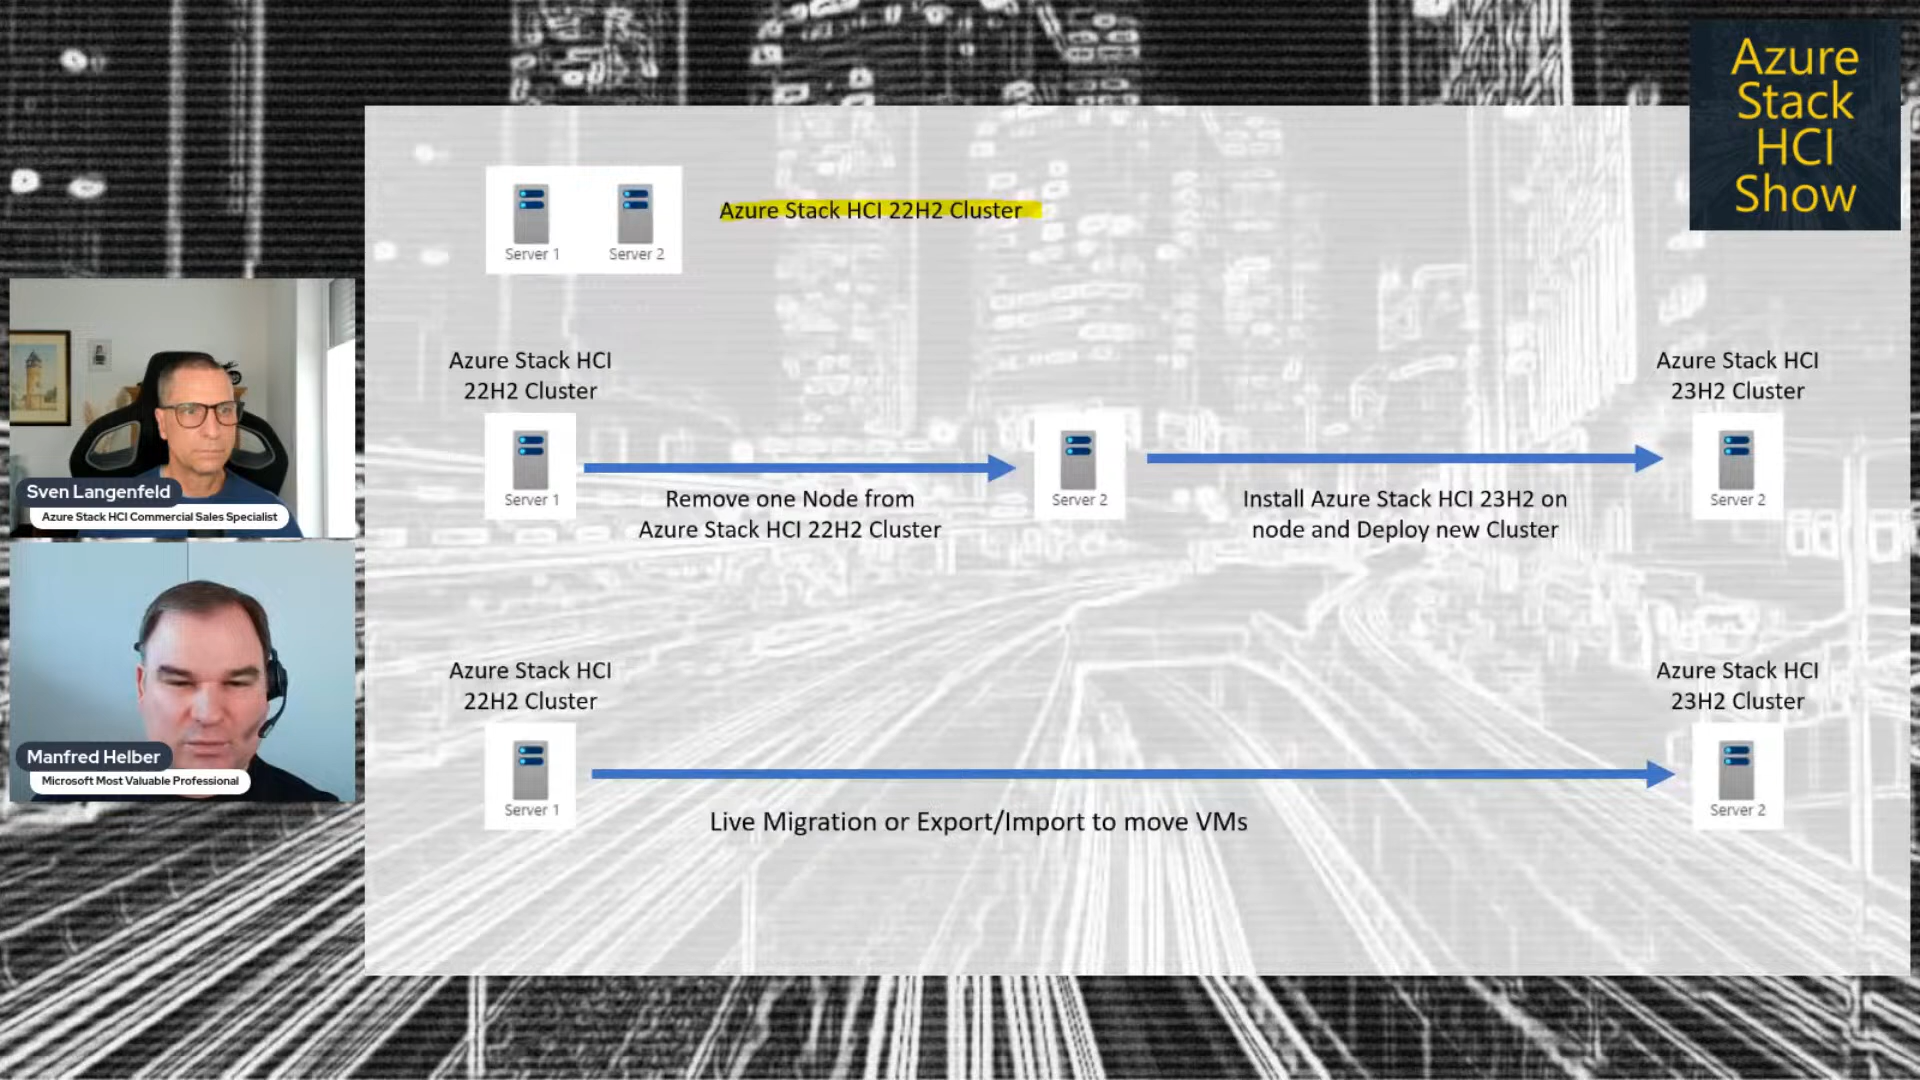 Azure
Stack
HCI
Show
Server 1
Server 2
Azure Stack HCI 22H2 Cluster
Azure Stack HCI
22H2 Cluster
Server 1
Remove one Node from
Azure Stack HCI 22H2 Cluster
Server 2
Install Azure Stack HCI 23H2 on
node and Deploy new Cluster
Azure Stack HCI
23H2 Cluster
Server 2
Azure Stack HCI
22H2 Cluster
Server 1
Live Migration or Export/Import to move VMs
Azure Stack HCI
23H2 Cluster
Server 2
Sven Langenfeld
Azure Stack HCI Commercial Sales Specialist
Manfred Helber
Microsoft Most Valuable Professional